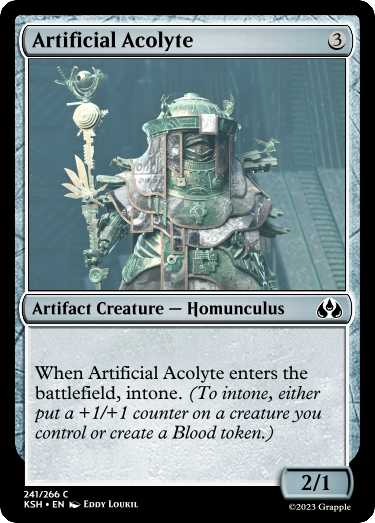 Artificial Acolyte 3
Artifact Creature — Homunculus
When Artificial Acolyte enters the
battlefield, intone. (To intone, either
put a +1/+1 counter on a creature you
control or create a Blood token.)
2/1
241/266 C
KSH • EN Eddy Loukil
©2023 Grapple